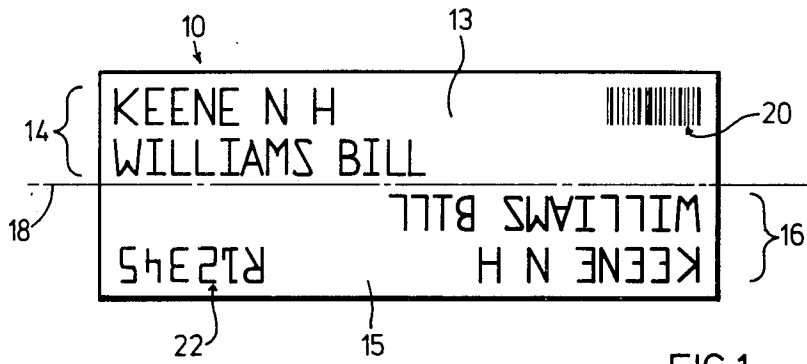 10
13
KEENE N H
14
20
WILLIAMS BILL
18
WILLIAMS BILL
16
KEENE N H
R12345
22
15
FIG.1